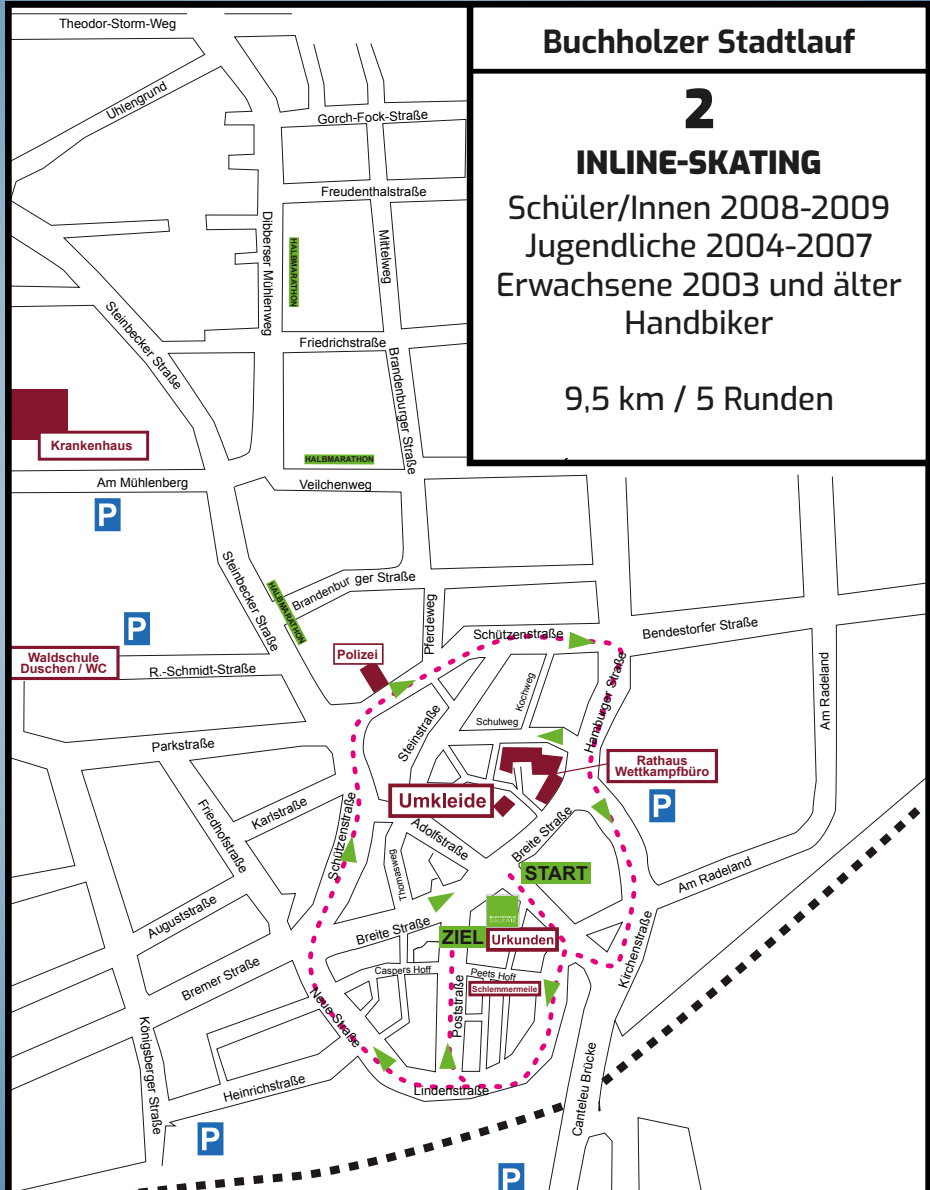 Buchholzer Stadtlauf
2
INLINE-SKATING
Schüler/Innen 2008-2009
Jugendliche 2004-2007
Erwachsene 2003 und älter
Handbiker
9,5 km / 5 Runden
Theodor-Storm-Weg
Uhlengrund
Gorch-Fock-Straße
Freudenthalstraße
Dibberser Mühlenweg
HALBMARATHON
Mittelweg
Steinbecker Straße
Friedrichstraße
Brandenburger Straße
Krankenhaus
HALBMARATHON
Am Mühlenberg
Veilchenweg
P
Steinbecker Straße
HALBMARATHON
Brandenbur ger Straße
Pferdeweg
P
Schützenstraße
Bendestorfer Straße
Waldschule
Duschen / WC
R.-Schmidt-Straße
Polizei
Kochweg
Hamburger Straße
Am Radeland
Schulweg
Steinstraße
Parkstraße
Rathaus
Wettkampfbüro
Umkleide
P
Friedhofstraße
Karlstraße
Schützenstraße
Adolfstraße
Breite Straße
Thomasweg
START
Am Radeland
Auguststraße
BUCHHOLZ
GALERIE
Breite Straße
ZIEL
Urkunden
Kirchenstraße
Bremer Straße
Caspers Hoff
Peets Hoff
Schlemmermeile
Neue Straße
Poststraße
Königsberger Straße
Heinrichstraße
Lindenstraße
Canteleu Brücke
P
P